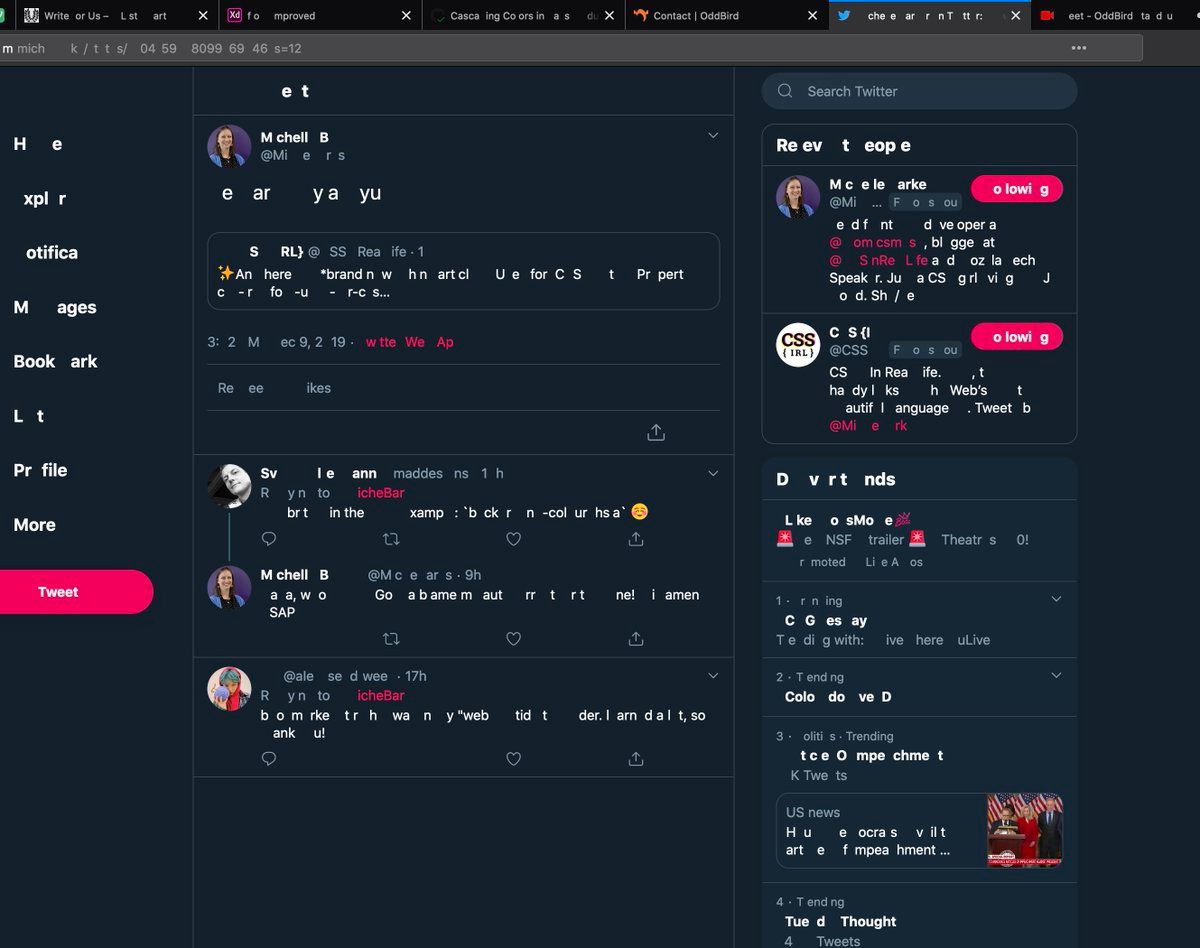 Write or Us – L st art
f o mproved
Casca ing Co ors in a s du
Contact | OddBird
che e ar r n T tt r:
eet - OddBird ta d u
m mich k / t t s/ 04 59 8099 69 46 s=12
e t
Search Twitter
H e
xpl r
otifica
M ages
Book ark
L t
Pr file
More
Tweet
M chell B
@Mi e r s
e ar y a yu
S RL} @ SS Rea ife · 1
✨An here *brand n w h n art cl U e for C S t Pr pert
c - r fo -u - r-c s...
3: 2 M ec 9, 2 19 · w tte We Ap
Re ee ikes
Sv l e ann maddes ns 1 h
R y n to icheBar
br t in the xamp : `b ck r n -col ur hs a` ☺️
M chell B @M c e ar s · 9h
a a, w o Go a b ame m aut rr t r t ne! i amen
SAP
@ale se d wee · 17h
R y n to icheBar
b o m rke t r h wa n y "web tid t der. I arn d a l t, so
ank u!
Re ev t eop e
M c e le arke
o lowi g
@Mi ... F o s ou
e d f nt d ve oper a
@ om csm s , bl gge at
@ S nRe L fe a d oz la ech
Speak r. Ju a CS g rl vi g J
o d. Sh / e
CSS
{ IRL }
C S {I
o lowi g
@CSS F o s ou
CS In Rea ife. , t
ha dy l ks h Web's t
autif l anguage . Tweet b
@Mi e rk
D v r t nds
L ke o sMo e
🚨 e NSF trailer 🚨 Theatr s 0!
r moted Li e A os
1 · r n ing
C G es ay
T e di g with: ive here uLive
2 · T end ng
Colo do ve D
3 · oliti s · Trending
t c e O mpe chme t
K Twe ts
US news
H u e ocra s v il t
art e f mpea hment ...
4 · T end ng
Tue d Thought
4 Tweets